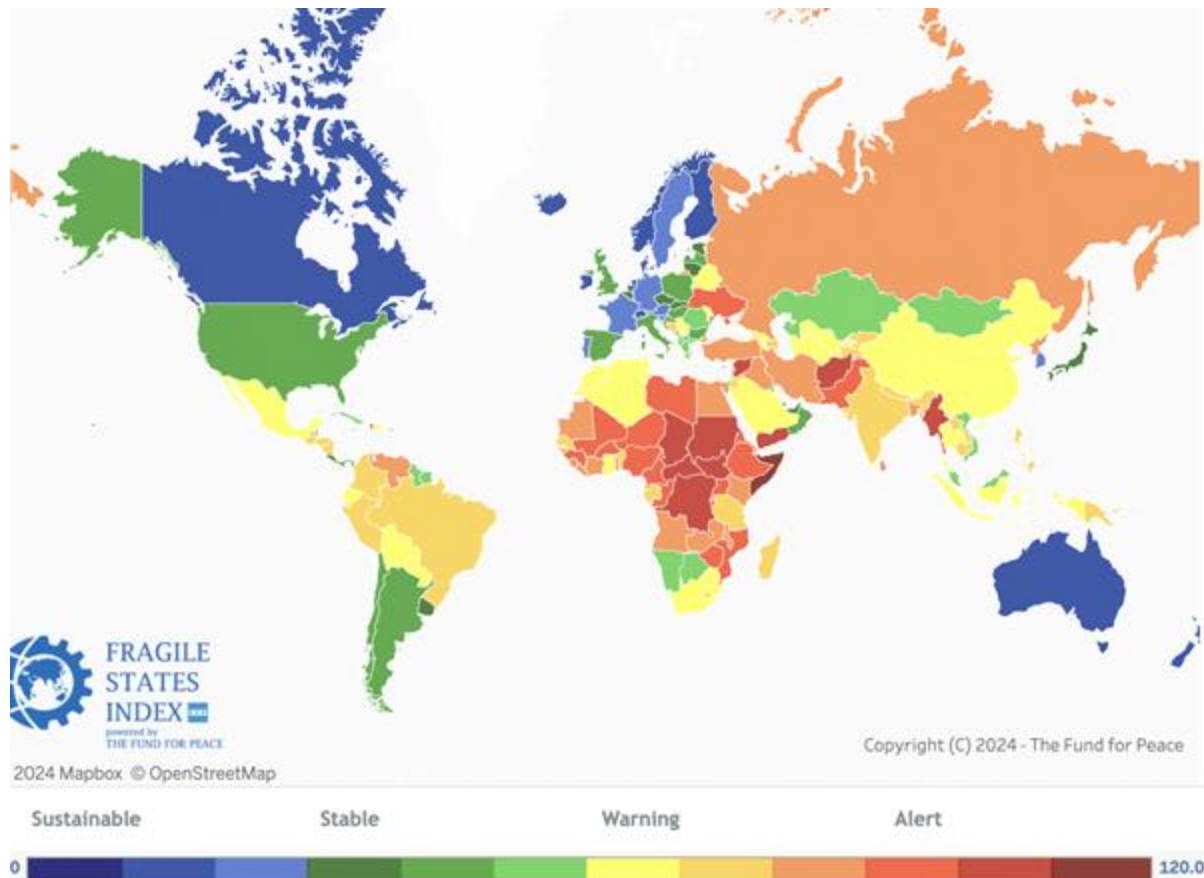 FRAGILE
STATES
INDEX
powered by
THE FUND FOR PEACE
Copyright (C) 2024 - The Fund for Peace
2024 Mapbox © OpenStreetMap
Sustainable Stable Warning Alert
0 120.0